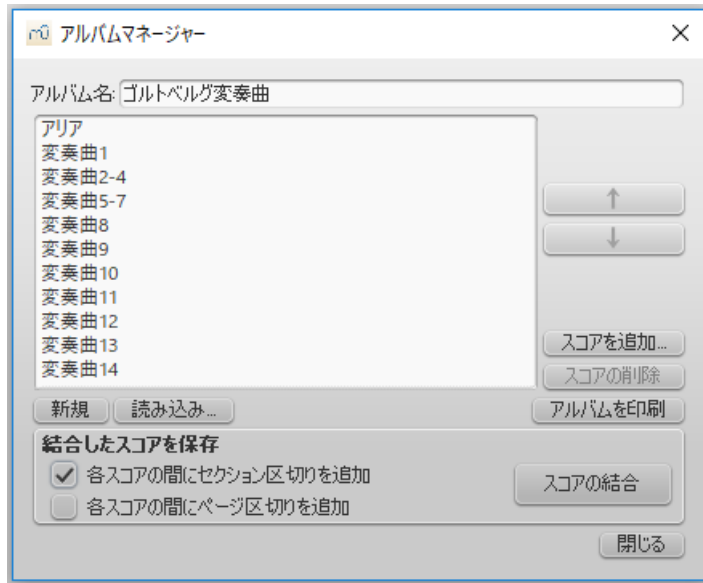 アルバムマネージャー
アルバム名: ゴルトベルグ変奏曲
アリア
変奏曲1
変奏曲2-4
変奏曲5-7
変奏曲8
変奏曲9
変奏曲10
変奏曲11
変奏曲12
変奏曲13
変奏曲14
↑
↓
スコアを追加...
スコアの削除
新規 読み込み... アルバムを印刷
結合したスコアを保存
各スコアの間にセクション区切りを追加
各スコアの間にページ区切りを追加
スコアの結合
閉じる